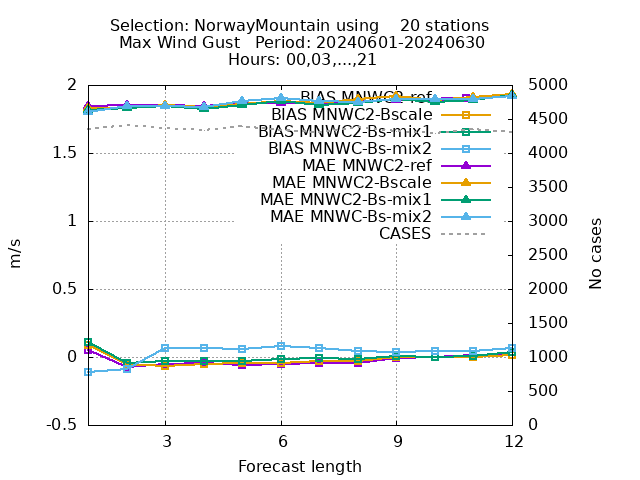 Selection: NorwayMountain using    20 stations
Max Wind Gust   Period: 20240601-20240630
Hours: 00,03,...,21
BIAS MNWC2-ref
BIAS MNWC2-Bscale
BIAS MNWC2-Bs-mix1
BIAS MNWC-Bs-mix2
MAE MNWC2-ref
MAE MNWC2-Bscale
MAE MNWC2-Bs-mix1
MAE MNWC-Bs-mix2
CASES
2
1.5
1
0.5
0
-0.5
m/s
5000
4500
4000
3500
3000
2500
2000
1500
1000
500
0
No cases
3 6 9 12
Forecast length